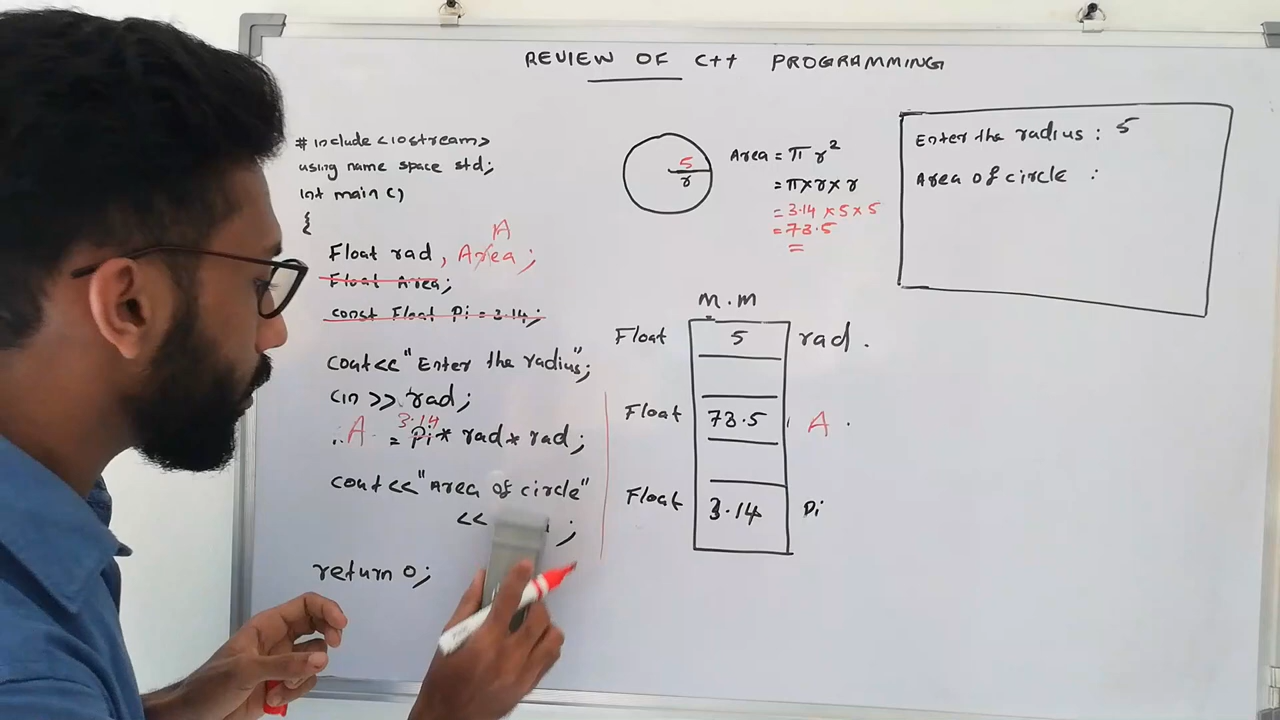 REVIEW OF C++ PROGRAMMING
# include <iostream>
using name space std;
int main ()
{
A
Float rad, Area;
Float Area;
const Float Pi = 3.14;
cout<<"Enter the radius";
cin >> rad;
3.14
A = Pi * rad * rad;
cout <<"Area of circle"
<< ;
return 0;
5
r
Area = π r²
= π×r×r
= 3.14 × 5 × 5
= 78.5
=
Enter the radius : 5
Area of circle :
M.M
Float 5 rad.
Float 78.5 A.
Float 3.14 Pi